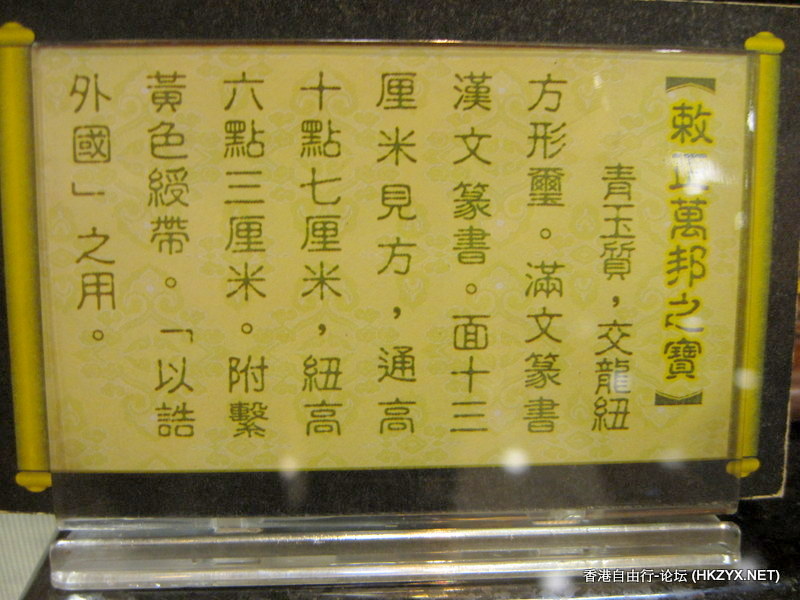 【敕正萬邦之寶】
青玉質，交龍紐
方形璽。滿文篆書
漢文篆書。面十三
厘米見方，通高
十點七厘米，紐高
六點三厘米。附繫
黃色綬帶。「以誥
外國」之用。
香港自由行-论坛 (HKZYX.NET)